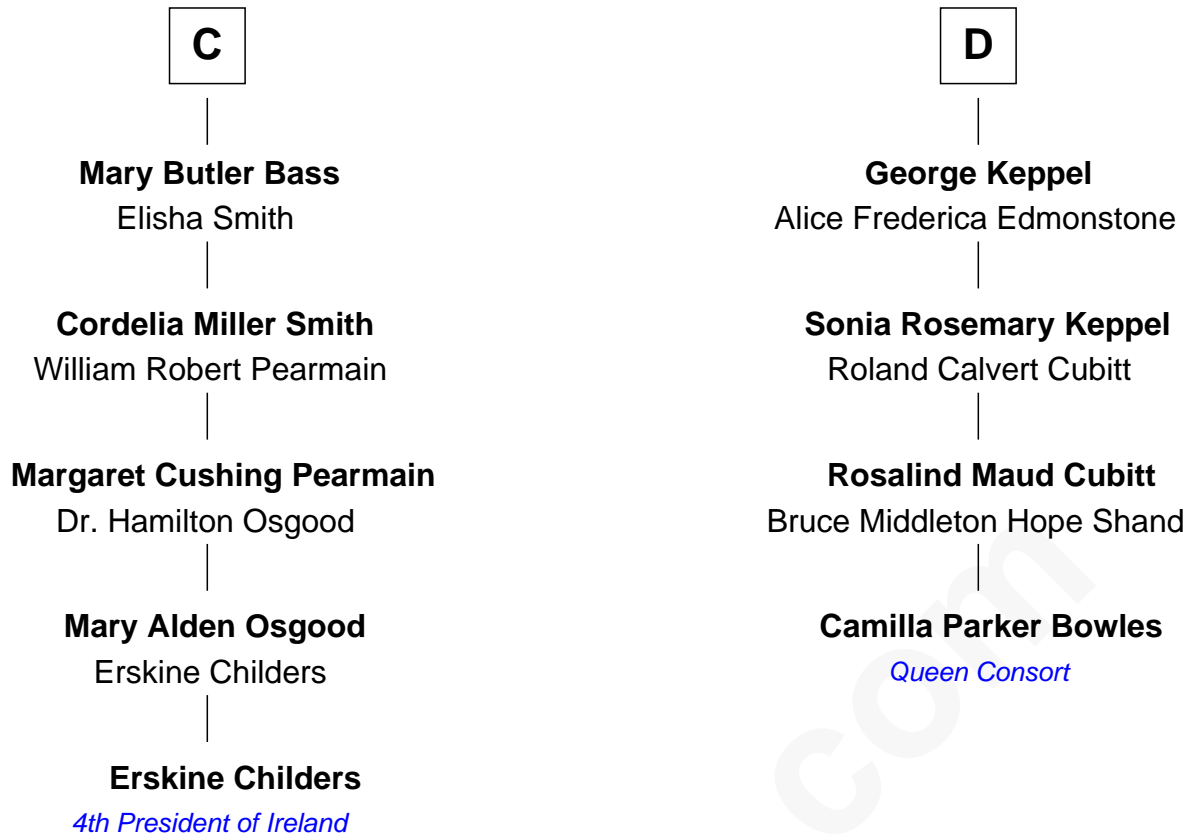 C
Mary Butler Bass
Elisha Smith
Cordelia Miller Smith
William Robert Pearmain
Margaret Cushing Pearmain
Dr. Hamilton Osgood
Mary Alden Osgood
Erskine Childers
Erskine Childers
4th President of Ireland
D
George Keppel
Alice Frederica Edmonstone
Sonia Rosemary Keppel
Roland Calvert Cubitt
Rosalind Maud Cubitt
Bruce Middleton Hope Shand
Camilla Parker Bowles
Queen Consort
com